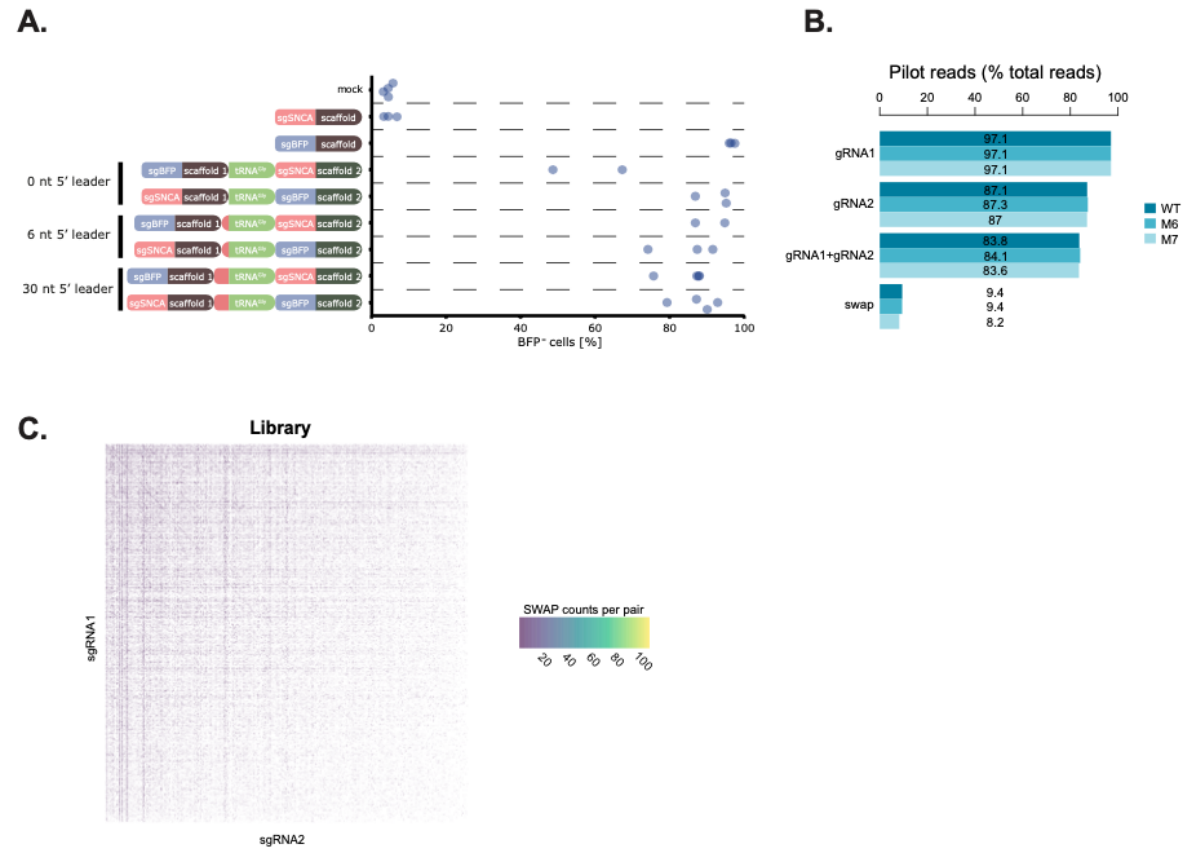 A.
mock
sgSNCA scaffold
sgBFP scaffold
0 nt 5' leader
sgBFP scaffold 1 tRNAGly sgSNCA scaffold 2
sgSNCA scaffold 1 tRNAGly sgBFP scaffold 2
6 nt 5' leader
sgBFP scaffold 1 tRNAGly sgSNCA scaffold 2
sgSNCA scaffold 1 tRNAGly sgBFP scaffold 2
30 nt 5' leader
sgBFP scaffold 1 tRNAGly sgSNCA scaffold 2
sgSNCA scaffold 1 tRNAGly sgBFP scaffold 2
0 20 40 60 80 100
BFP⁻ cells [%]
B.
Pilot reads (% total reads)
0 20 40 60 80 100
gRNA1
97.1
97.1
97.1
gRNA2
87.1
87.3
87
gRNA1+gRNA2
83.8
84.1
83.6
swap
9.4
9.4
8.2
WT
M6
M7
C.
Library
sgRNA1
sgRNA2
SWAP counts per pair
20 40 60 80 100